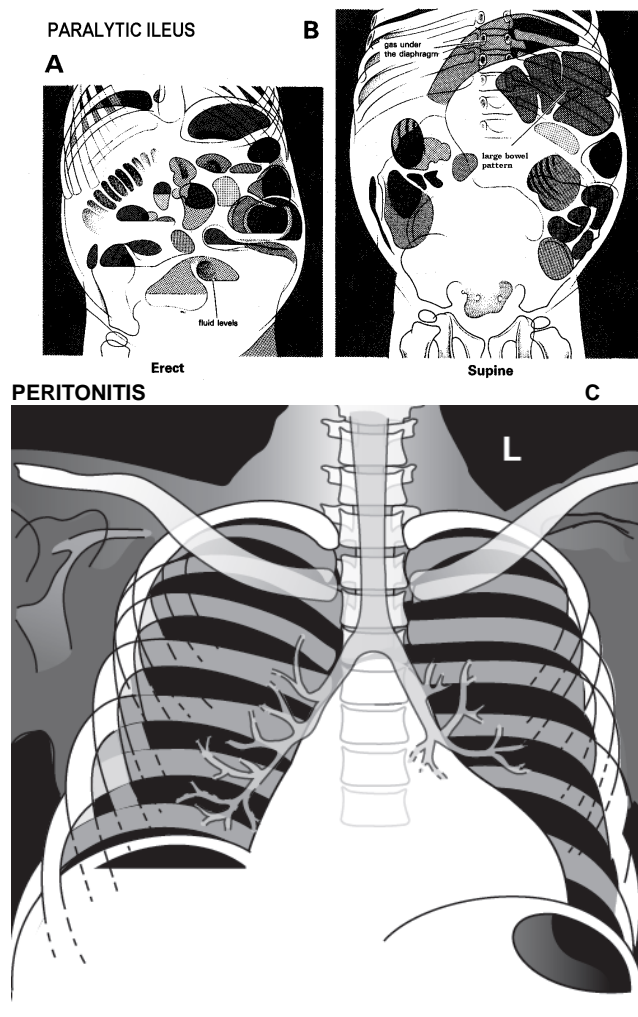 PARALYTIC ILEUS
B
A
gas under
the diaphragm
large bowel
pattern
fluid levels
Erect
Supine
PERITONITIS
C
L